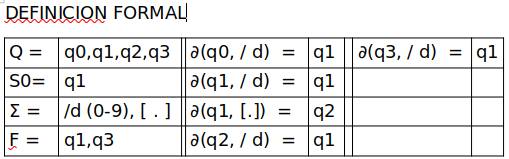 DEFINICION FORMAL
Q = q0,q1,q2,q3 ∂(q0, / d) = q1 ∂(q3, / d) = q1
S0= q1 ∂(q1, / d) = q1
Σ = /d (0-9), [ . ] ∂(q1, [.]) = q2
F = q1,q3 ∂(q2, / d) = q1